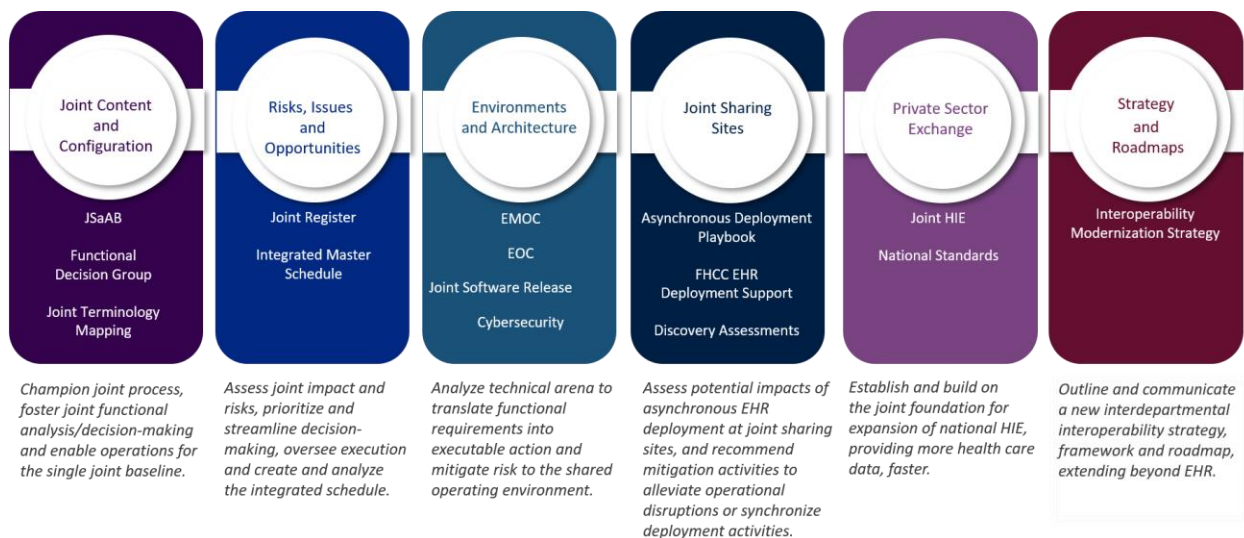 Joint Content
and
Configuration
JSaAB
Functional
Decision Group
Joint Terminology
Mapping
Champion joint process,
foster joint functional
analysis/decision-making
and enable operations for
the single joint baseline.
Risks, Issues
and
Opportunities
Joint Register
Integrated Master
Schedule
Assess joint impact and
risks, prioritize and
streamline decision-
making, oversee execution
and create and analyze
the integrated schedule.
Environments
and Architecture
EMOC
EOC
Joint Software Release
Cybersecurity
Analyze technical arena to
translate functional
requirements into
executable action and
mitigate risk to the shared
operating environment.
Joint Sharing
Sites
Asynchronous Deployment
Playbook
FHCC EHR
Deployment Support
Discovery Assessments
Assess potential impacts of
asynchronous EHR
deployment at joint sharing
sites, and recommend
mitigation activities to
alleviate operational
disruptions or synchronize
deployment activities.
Private Sector
Exchange
Joint HIE
National Standards
Establish and build on
the joint foundation for
expansion of national HIE,
providing more health care
data, faster.
Strategy
and
Roadmaps
Interoperability
Modernization Strategy
Outline and communicate
a new interdepartmental
interoperability strategy,
framework and roadmap,
extending beyond EHR.